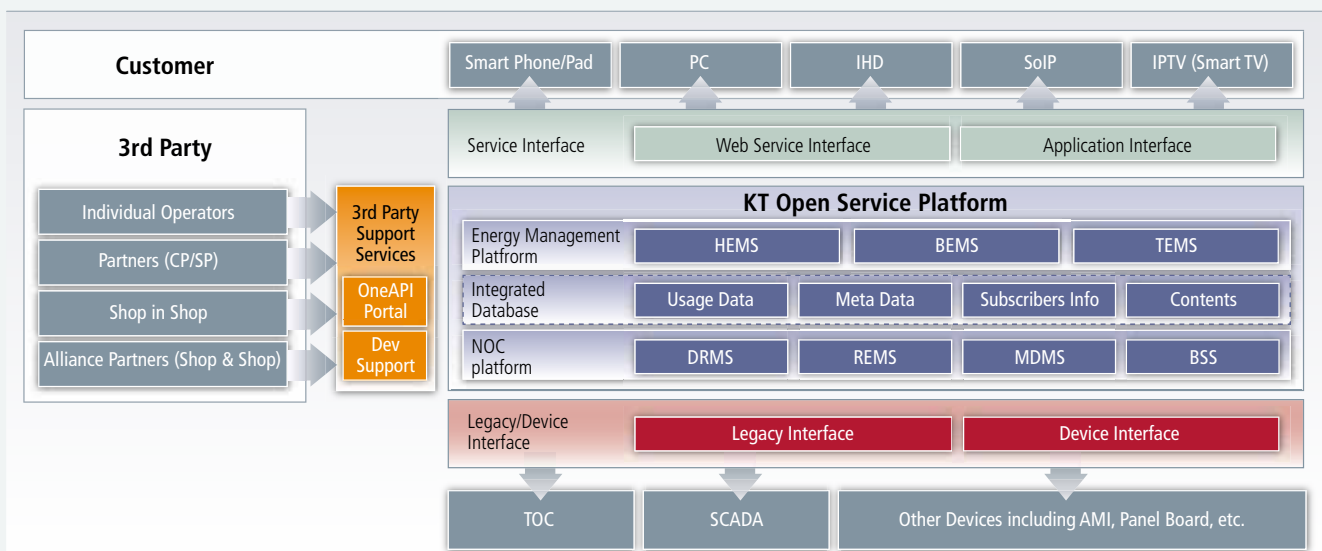 Customer
Smart Phone/Pad
PC
IHD
SoIP
IPTV (Smart TV)
3rd Party
Individual Operators
Partners (CP/SP)
Shop in Shop
Alliance Partners (Shop & Shop)
3rd Party
Support
Services
OneAPI
Portal
Dev
Support
Service Interface
Web Service Interface
Application Interface
KT Open Service Platform
Energy Management
Platfrorm
HEMS
BEMS
TEMS
Integrated
Database
Usage Data
Meta Data
Subscribers Info
Contents
NOC
platform
DRMS
REMS
MDMS
BSS
Legacy/Device
Interface
Legacy Interface
Device Interface
TOC
SCADA
Other Devices including AMI, Panel Board, etc.